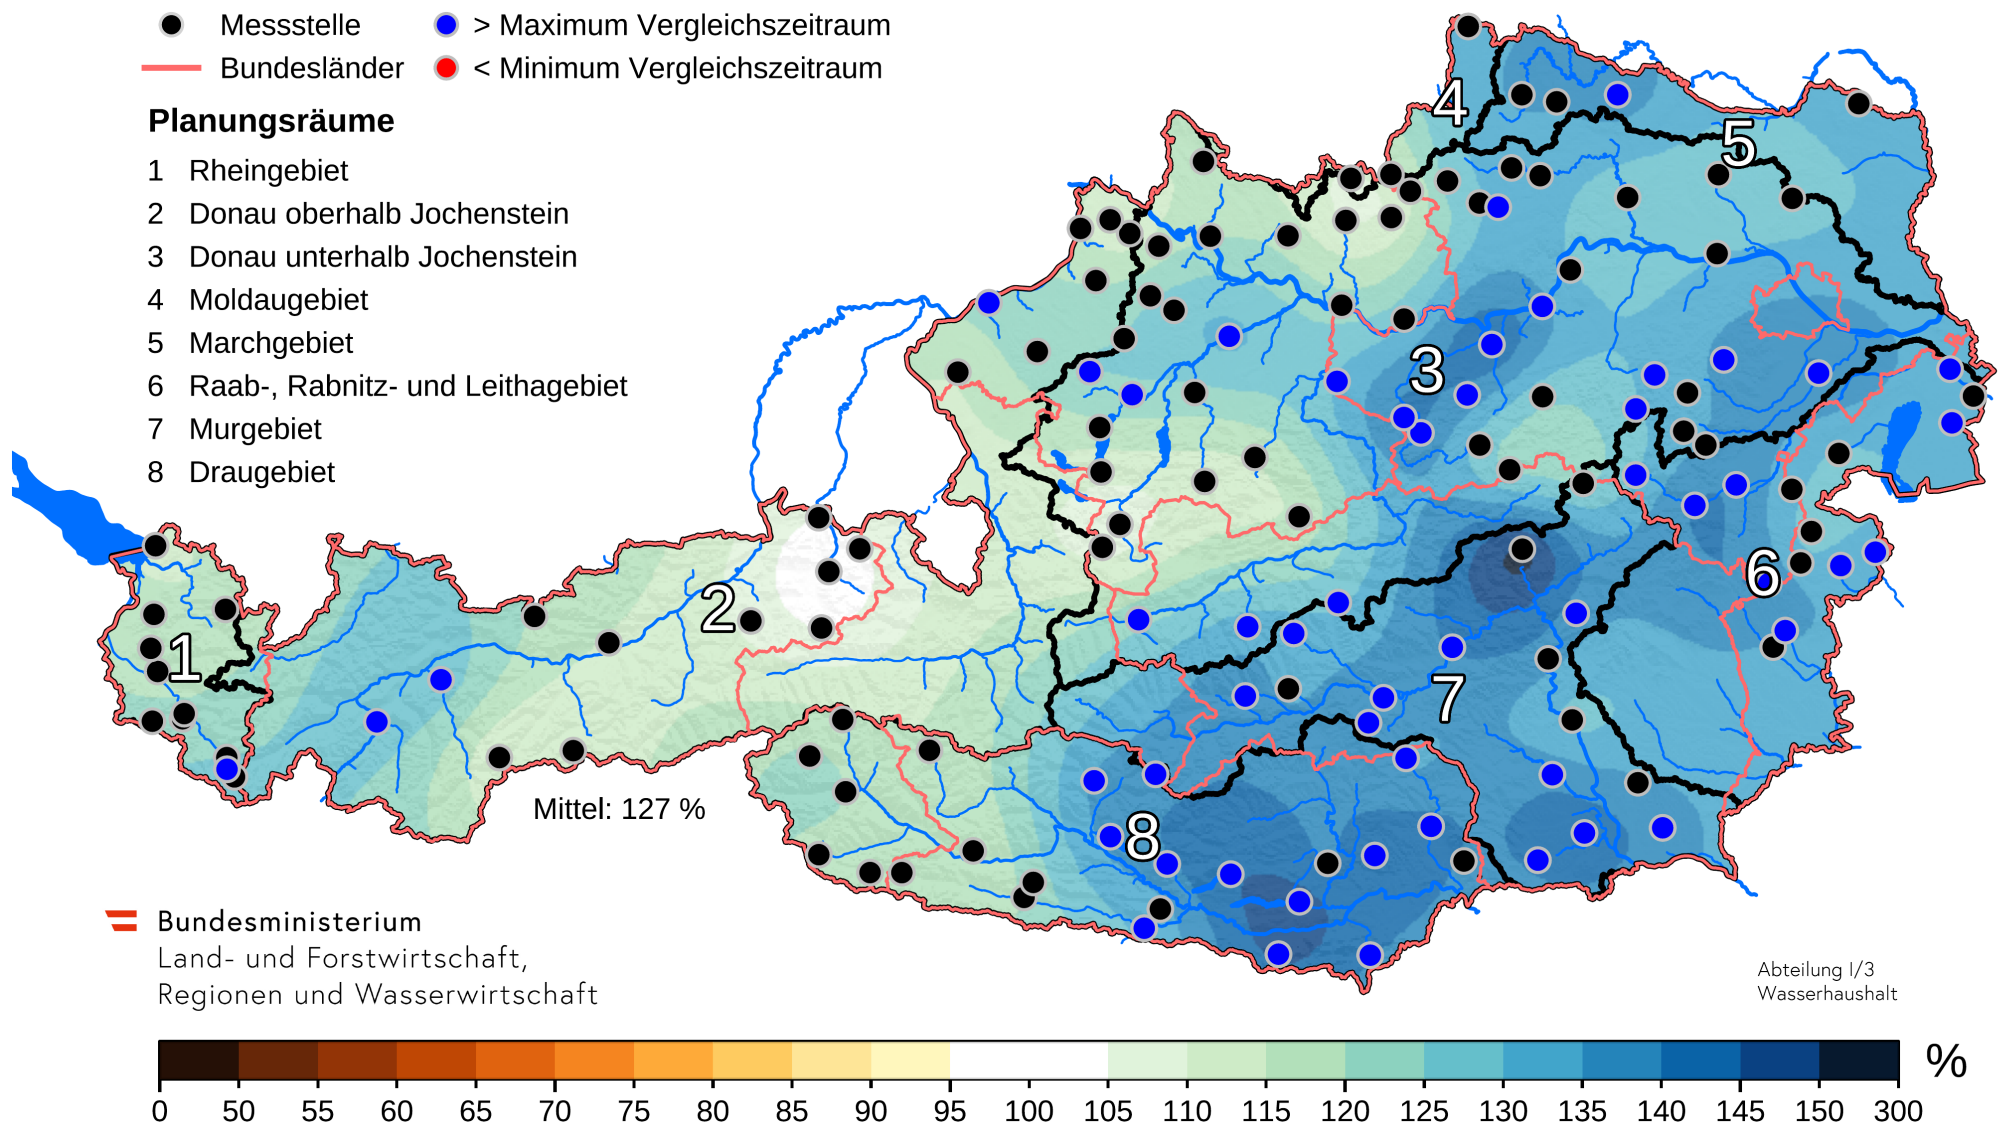 Messstelle
> Maximum Vergleichszeitraum
Bundesländer
< Minimum Vergleichszeitraum
Planungsräume
1 Rheingebiet
2 Donau oberhalb Jochenstein
3 Donau unterhalb Jochenstein
4 Moldaugebiet
5 Marchgebiet
6 Raab-, Rabnitz- und Leithagebiet
7 Murgebiet
8 Draugebiet
4
5
3
6
2
1
7
8
Mittel: 127 %
Bundesministerium
Land- und Forstwirtschaft,
Regionen und Wasserwirtschaft
Abteilung I/3
Wasserhaushalt
%
0 50 55 60 65 70 75 80 85 90 95 100 105 110 115 120 125 130 135 140 145 150 300